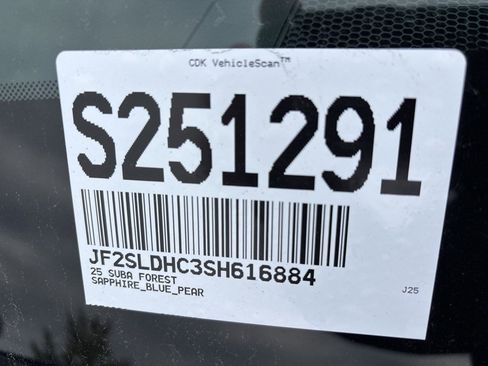 CDK VehicleScan™
S251291
JF2SLDHC3SH616884
25 SUBA FOREST
SAPPHIRE_BLUE_PEAR
J25